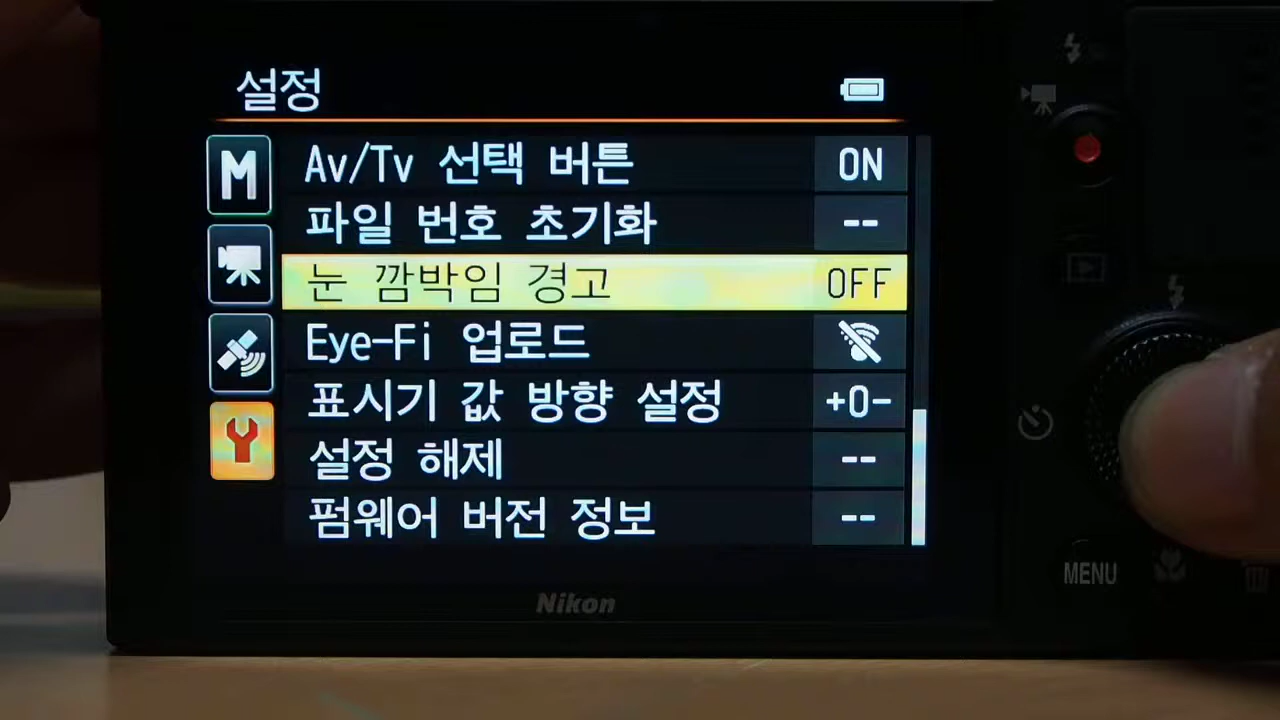 설정
M
Av/Tv 선택 버튼 ON
파일 번호 초기화 --
눈 깜박임 경고 OFF
Eye-Fi 업로드
표시기 값 방향 설정 +0-
설정 해제 --
펌웨어 버전 정보 --
Nikon
MENU